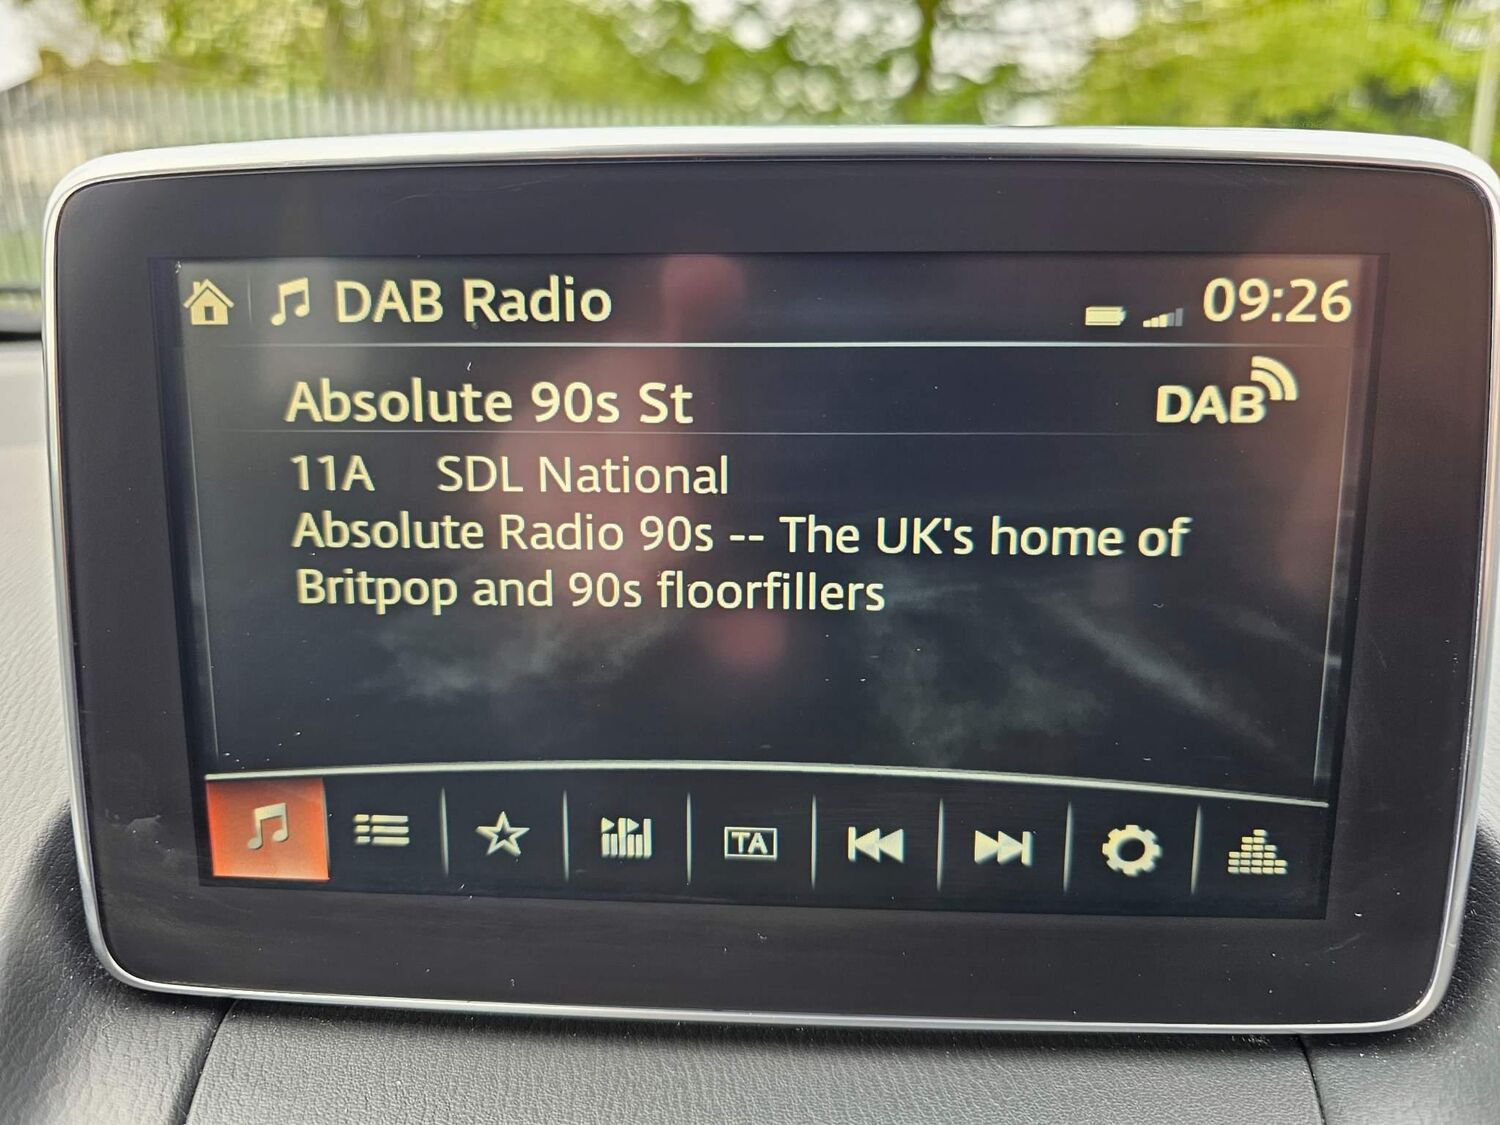 DAB Radio 09:26
Absolute 90s St DAB
11A SDL National
Absolute Radio 90s -- The UK's home of
Britpop and 90s floorfillers
TA